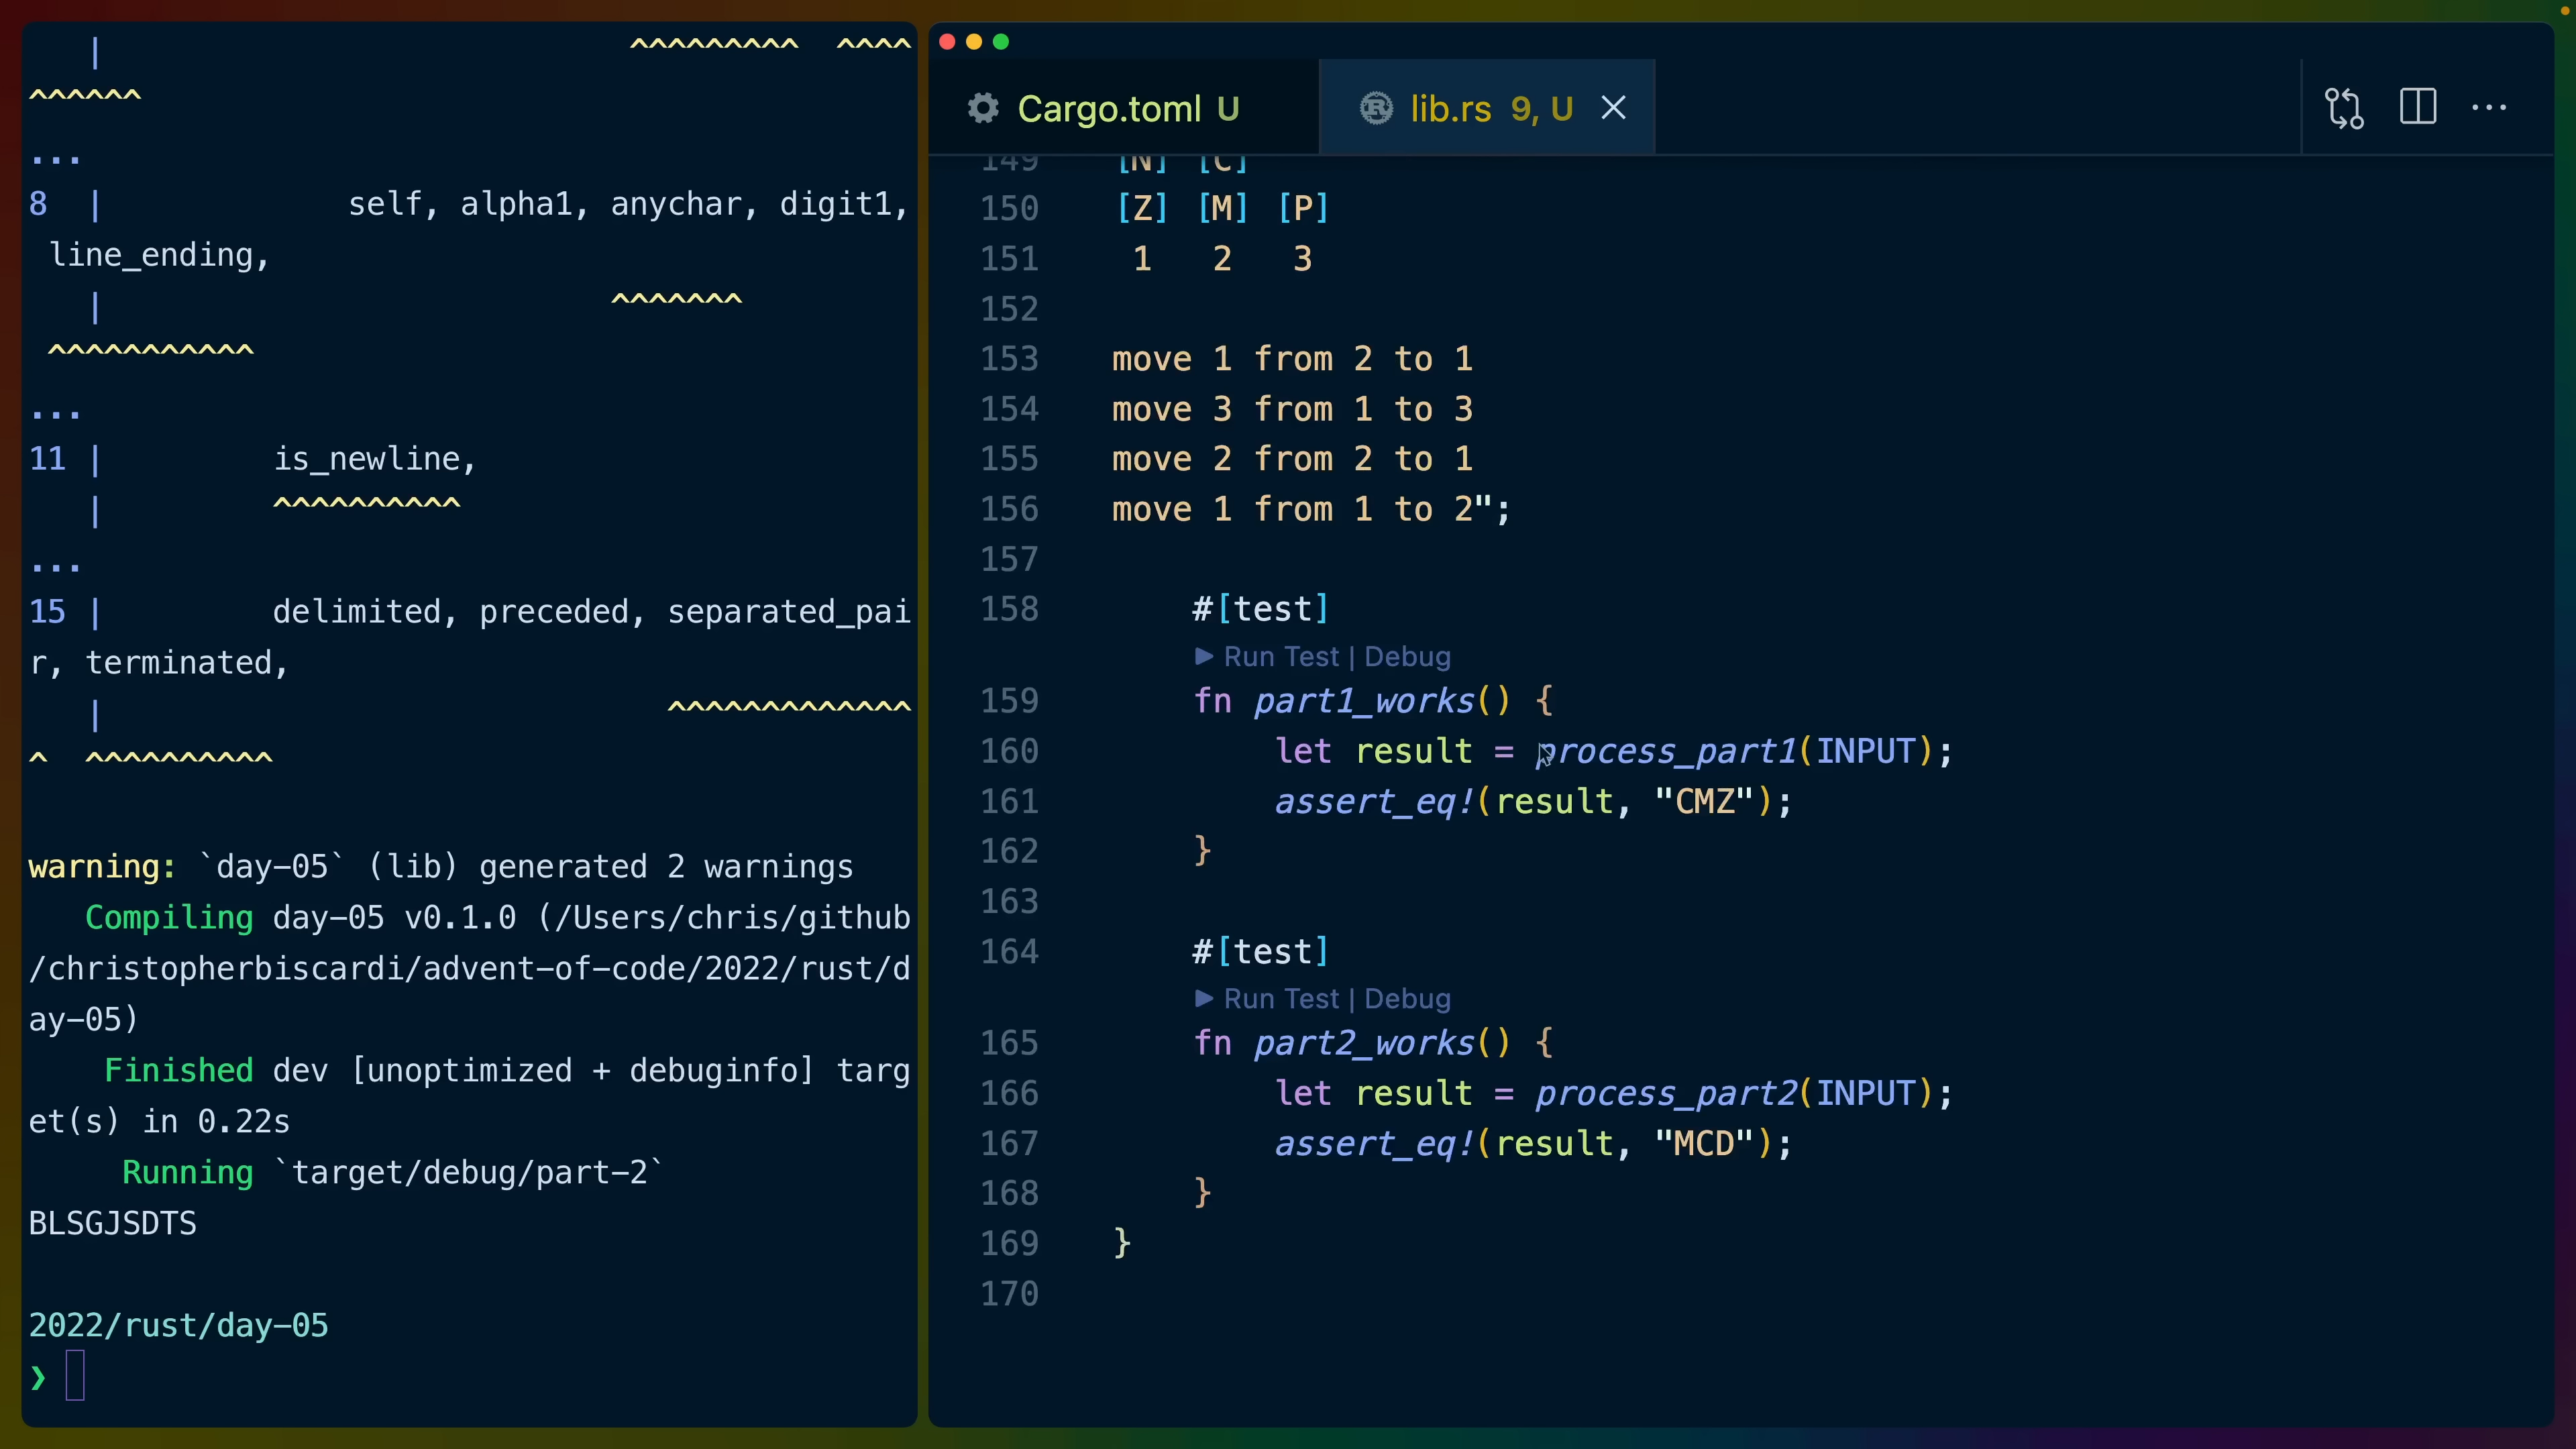 |                             ^^^^^^^^^  ^^^^
^^^^^^
...
8  |             self, alpha1, anychar, digit1,
 line_ending,
   |                           ^^^^^^^
 ^^^^^^^^^^^
...
11 |         is_newline,
   |         ^^^^^^^^^^
...
15 |         delimited, preceded, separated_pai
r, terminated,
   |                              ^^^^^^^^^^^^^
^  ^^^^^^^^^^
warning: `day-05` (lib) generated 2 warnings
   Compiling day-05 v0.1.0 (/Users/chris/github
/christopherbiscardi/advent-of-code/2022/rust/d
ay-05)
    Finished dev [unoptimized + debuginfo] targ
et(s) in 0.22s
     Running `target/debug/part-2`
BLSGJSDTS
2022/rust/day-05
❯
Cargo.toml U
lib.rs 9, U
149 [N] [C]
150 [Z] [M] [P]
151  1   2   3
152
153 move 1 from 2 to 1
154 move 3 from 1 to 3
155 move 2 from 2 to 1
156 move 1 from 1 to 2";
157
158     #[test]
▶ Run Test | Debug
159     fn part1_works() {
160         let result = process_part1(INPUT);
161         assert_eq!(result, "CMZ");
162     }
163
164     #[test]
▶ Run Test | Debug
165     fn part2_works() {
166         let result = process_part2(INPUT);
167         assert_eq!(result, "MCD");
168     }
169 }
170